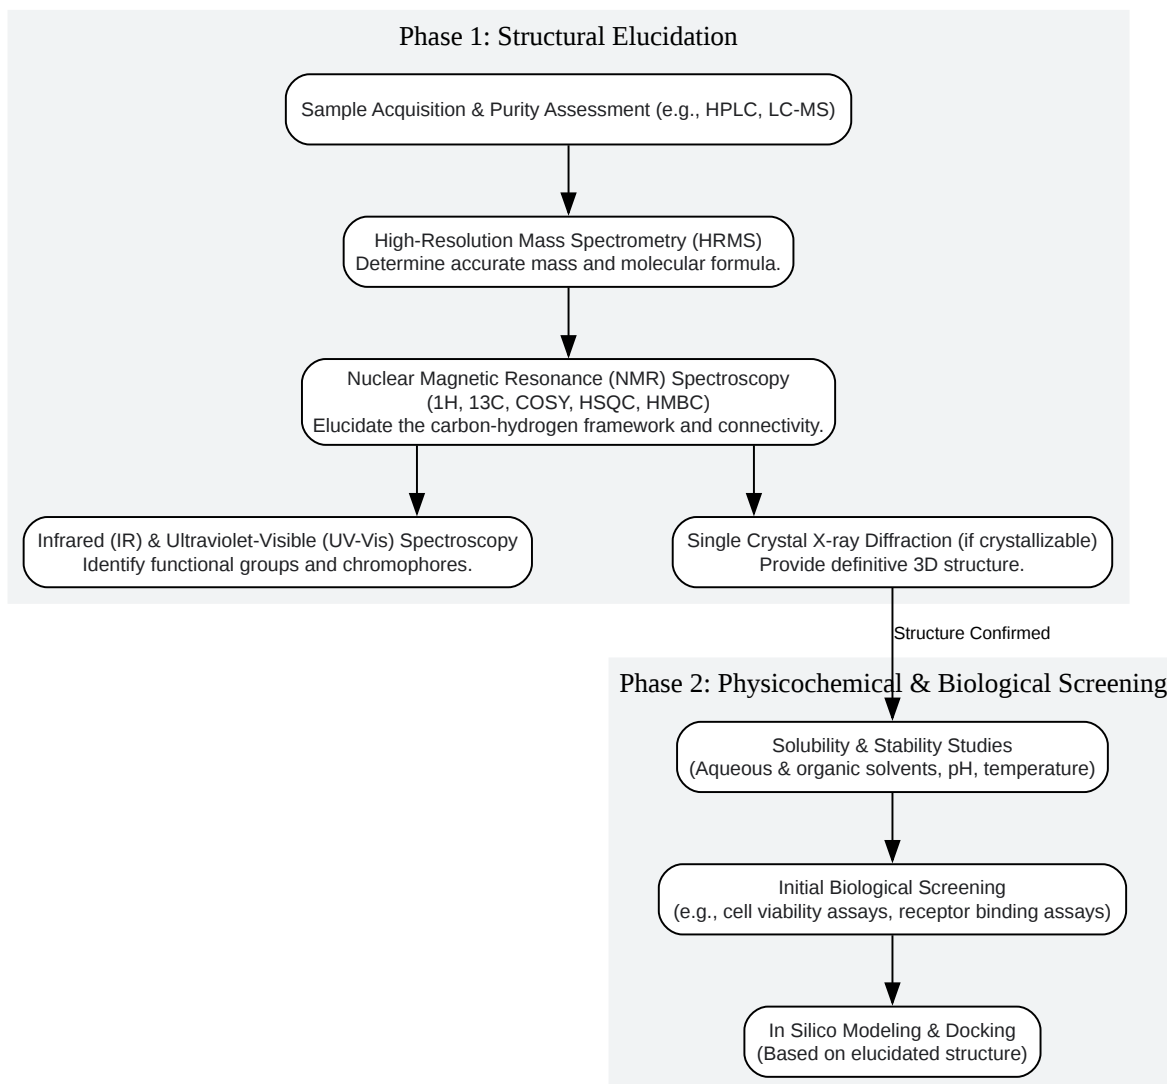 Phase 1: Structural Elucidation
Sample Acquisition & Purity Assessment (e.g., HPLC, LC-MS)
High-Resolution Mass Spectrometry (HRMS)
Determine accurate mass and molecular formula.
Nuclear Magnetic Resonance (NMR) Spectroscopy
(1H, 13C, COSY, HSQC, HMBC)
Elucidate the carbon-hydrogen framework and connectivity.
Infrared (IR) & Ultraviolet-Visible (UV-Vis) Spectroscopy
Identify functional groups and chromophores.
Single Crystal X-ray Diffraction (if crystallizable)
Provide definitive 3D structure.
Structure Confirmed
Phase 2: Physicochemical & Biological Screening
Solubility & Stability Studies
(Aqueous & organic solvents, pH, temperature)
Initial Biological Screening
(e.g., cell viability assays, receptor binding assays)
In Silico Modeling & Docking
(Based on elucidated structure)